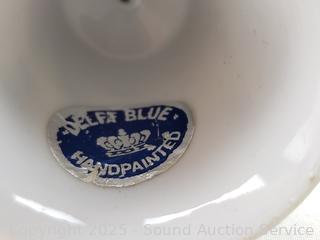 DELFT BLUE
HANDPAINTED
Copyright 2025 - Sound Auction Service